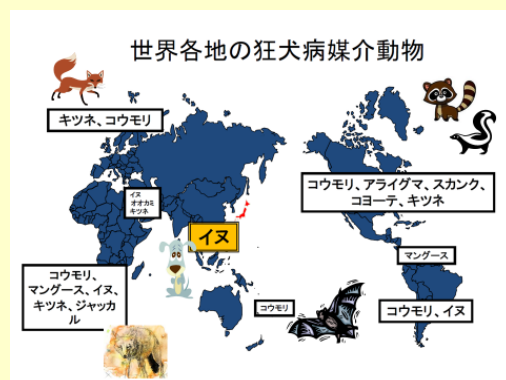 世界各地の狂犬病媒介動物
キツネ、コウモリ
イヌ
オオカミ
キツネ
コウモリ、アライグマ、スカンク、
コヨーテ、キツネ
イヌ
マングース
コウモリ、
マングース、イヌ、
キツネ、ジャッカ
ル
コウモリ
コウモリ、イヌ